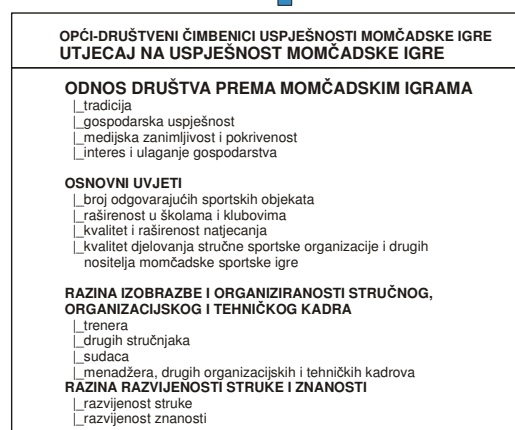 OPĆI-DRUŠTVENI ČIMBENICI USPJEŠNOSTI MOMČADSKE IGRE
UTJECAJ NA USPJEŠNOST MOMČADSKE IGRE
ODNOS DRUŠTVA PREMA MOMČADSKIM IGRAMA
|_tradicija
|_gospodarska uspješnost
|_medijska zanimljivost i pokrivenost
|_interes i ulaganje gospodarstva
OSNOVNI UVJETI
|_broj odgovarajućih sportskih objekata
|_raširenost u školama i klubovima
|_kvalitet i raširenost natjecanja
|_kvalitet djelovanja stručne sportske organizacije i drugih
nositelja momčadske sportske igre
RAZINA IZOBRAZBE I ORGANIZIRANOSTI STRUČNOG,
ORGANIZACIJSKOG I TEHNIČKOG KADRA
|_trenera
|_drugih stručnjaka
|_sudaca
|_menadžera, drugih organizacijskih i tehničkih kadrova
RAZINA RAZVIJENOSTI STRUKE I ZNANOSTI
|_razvijenost struke
|_razvijenost znanosti